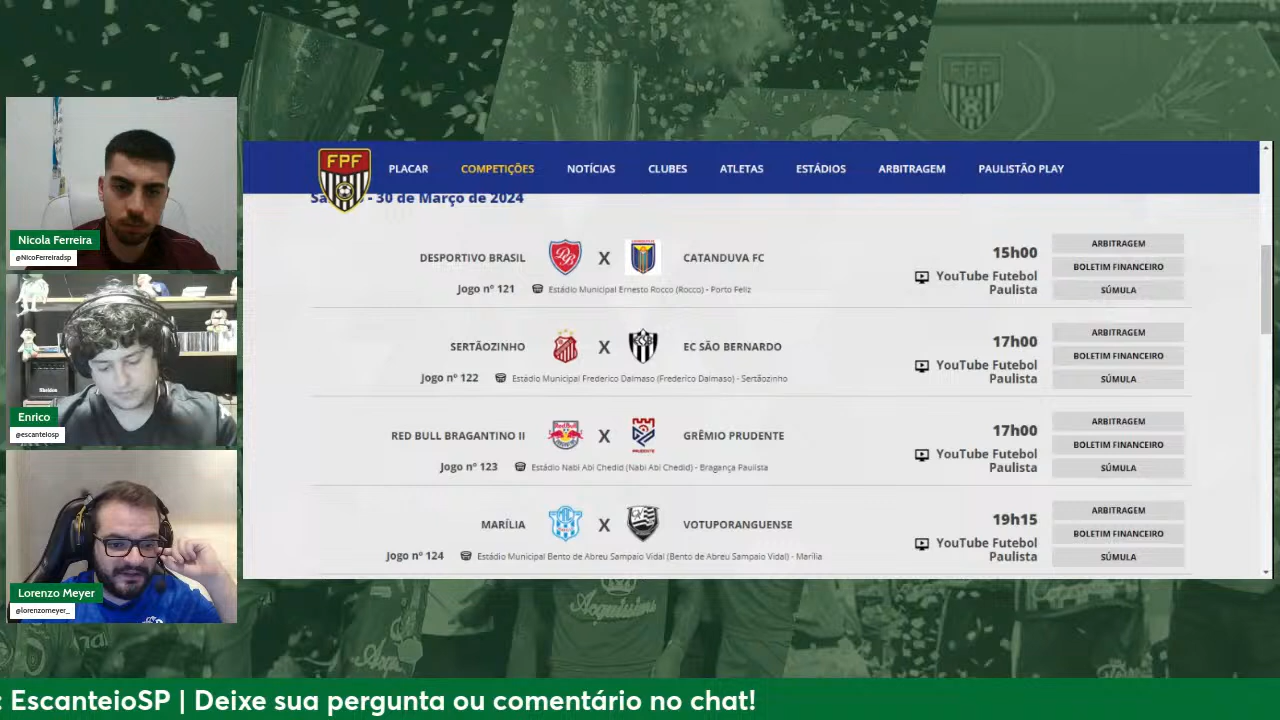 FPF
PLACAR
COMPETIÇÕES
NOTÍCIAS
CLUBES
ATLETAS
ESTÁDIOS
ARBITRAGEM
PAULISTÃO PLAY
- 30 de Março de 2024
DESPORTIVO BRASIL X CATANDUVA FC
15h00
Jogo nº 121 Estádio Municipal Ernesto Rocco (Rocco) - Porto Feliz
YouTube Futebol
Paulista
ARBITRAGEM
BOLETIM FINANCEIRO
SÚMULA
SERTÃOZINHO X EC SÃO BERNARDO
17h00
Jogo nº 122 Estádio Municipal Frederico Dalmaso (Frederico Dalmaso) - Sertãozinho
YouTube Futebol
Paulista
ARBITRAGEM
BOLETIM FINANCEIRO
SÚMULA
RED BULL BRAGANTINO II X GRÊMIO PRUDENTE
17h00
Jogo nº 123 Estádio Nabi Abi Chedid (Nabi Abi Chedid) - Bragança Paulista
YouTube Futebol
Paulista
ARBITRAGEM
BOLETIM FINANCEIRO
SÚMULA
MARÍLIA X VOTUPORANGUENSE
19h15
Jogo nº 124 Estádio Municipal Bento de Abreu Sampaio Vidal (Bento de Abreu Sampaio Vidal) - Marília
YouTube Futebol
Paulista
ARBITRAGEM
BOLETIM FINANCEIRO
SÚMULA
Nicola Ferreira
@NicoFerreiradsp
Enrico
@escanteiosp
Lorenzo Meyer
@lorenzomeyer_
: EscanteioSP | Deixe sua pergunta ou comentário no chat!